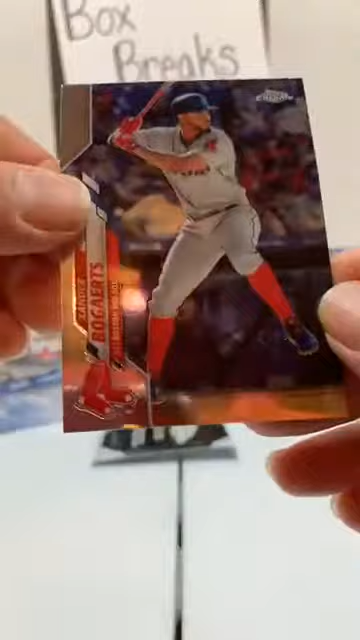 Box
Breaks
CHROME
XANDER
BOGAERTS
BOSTON RED SOX